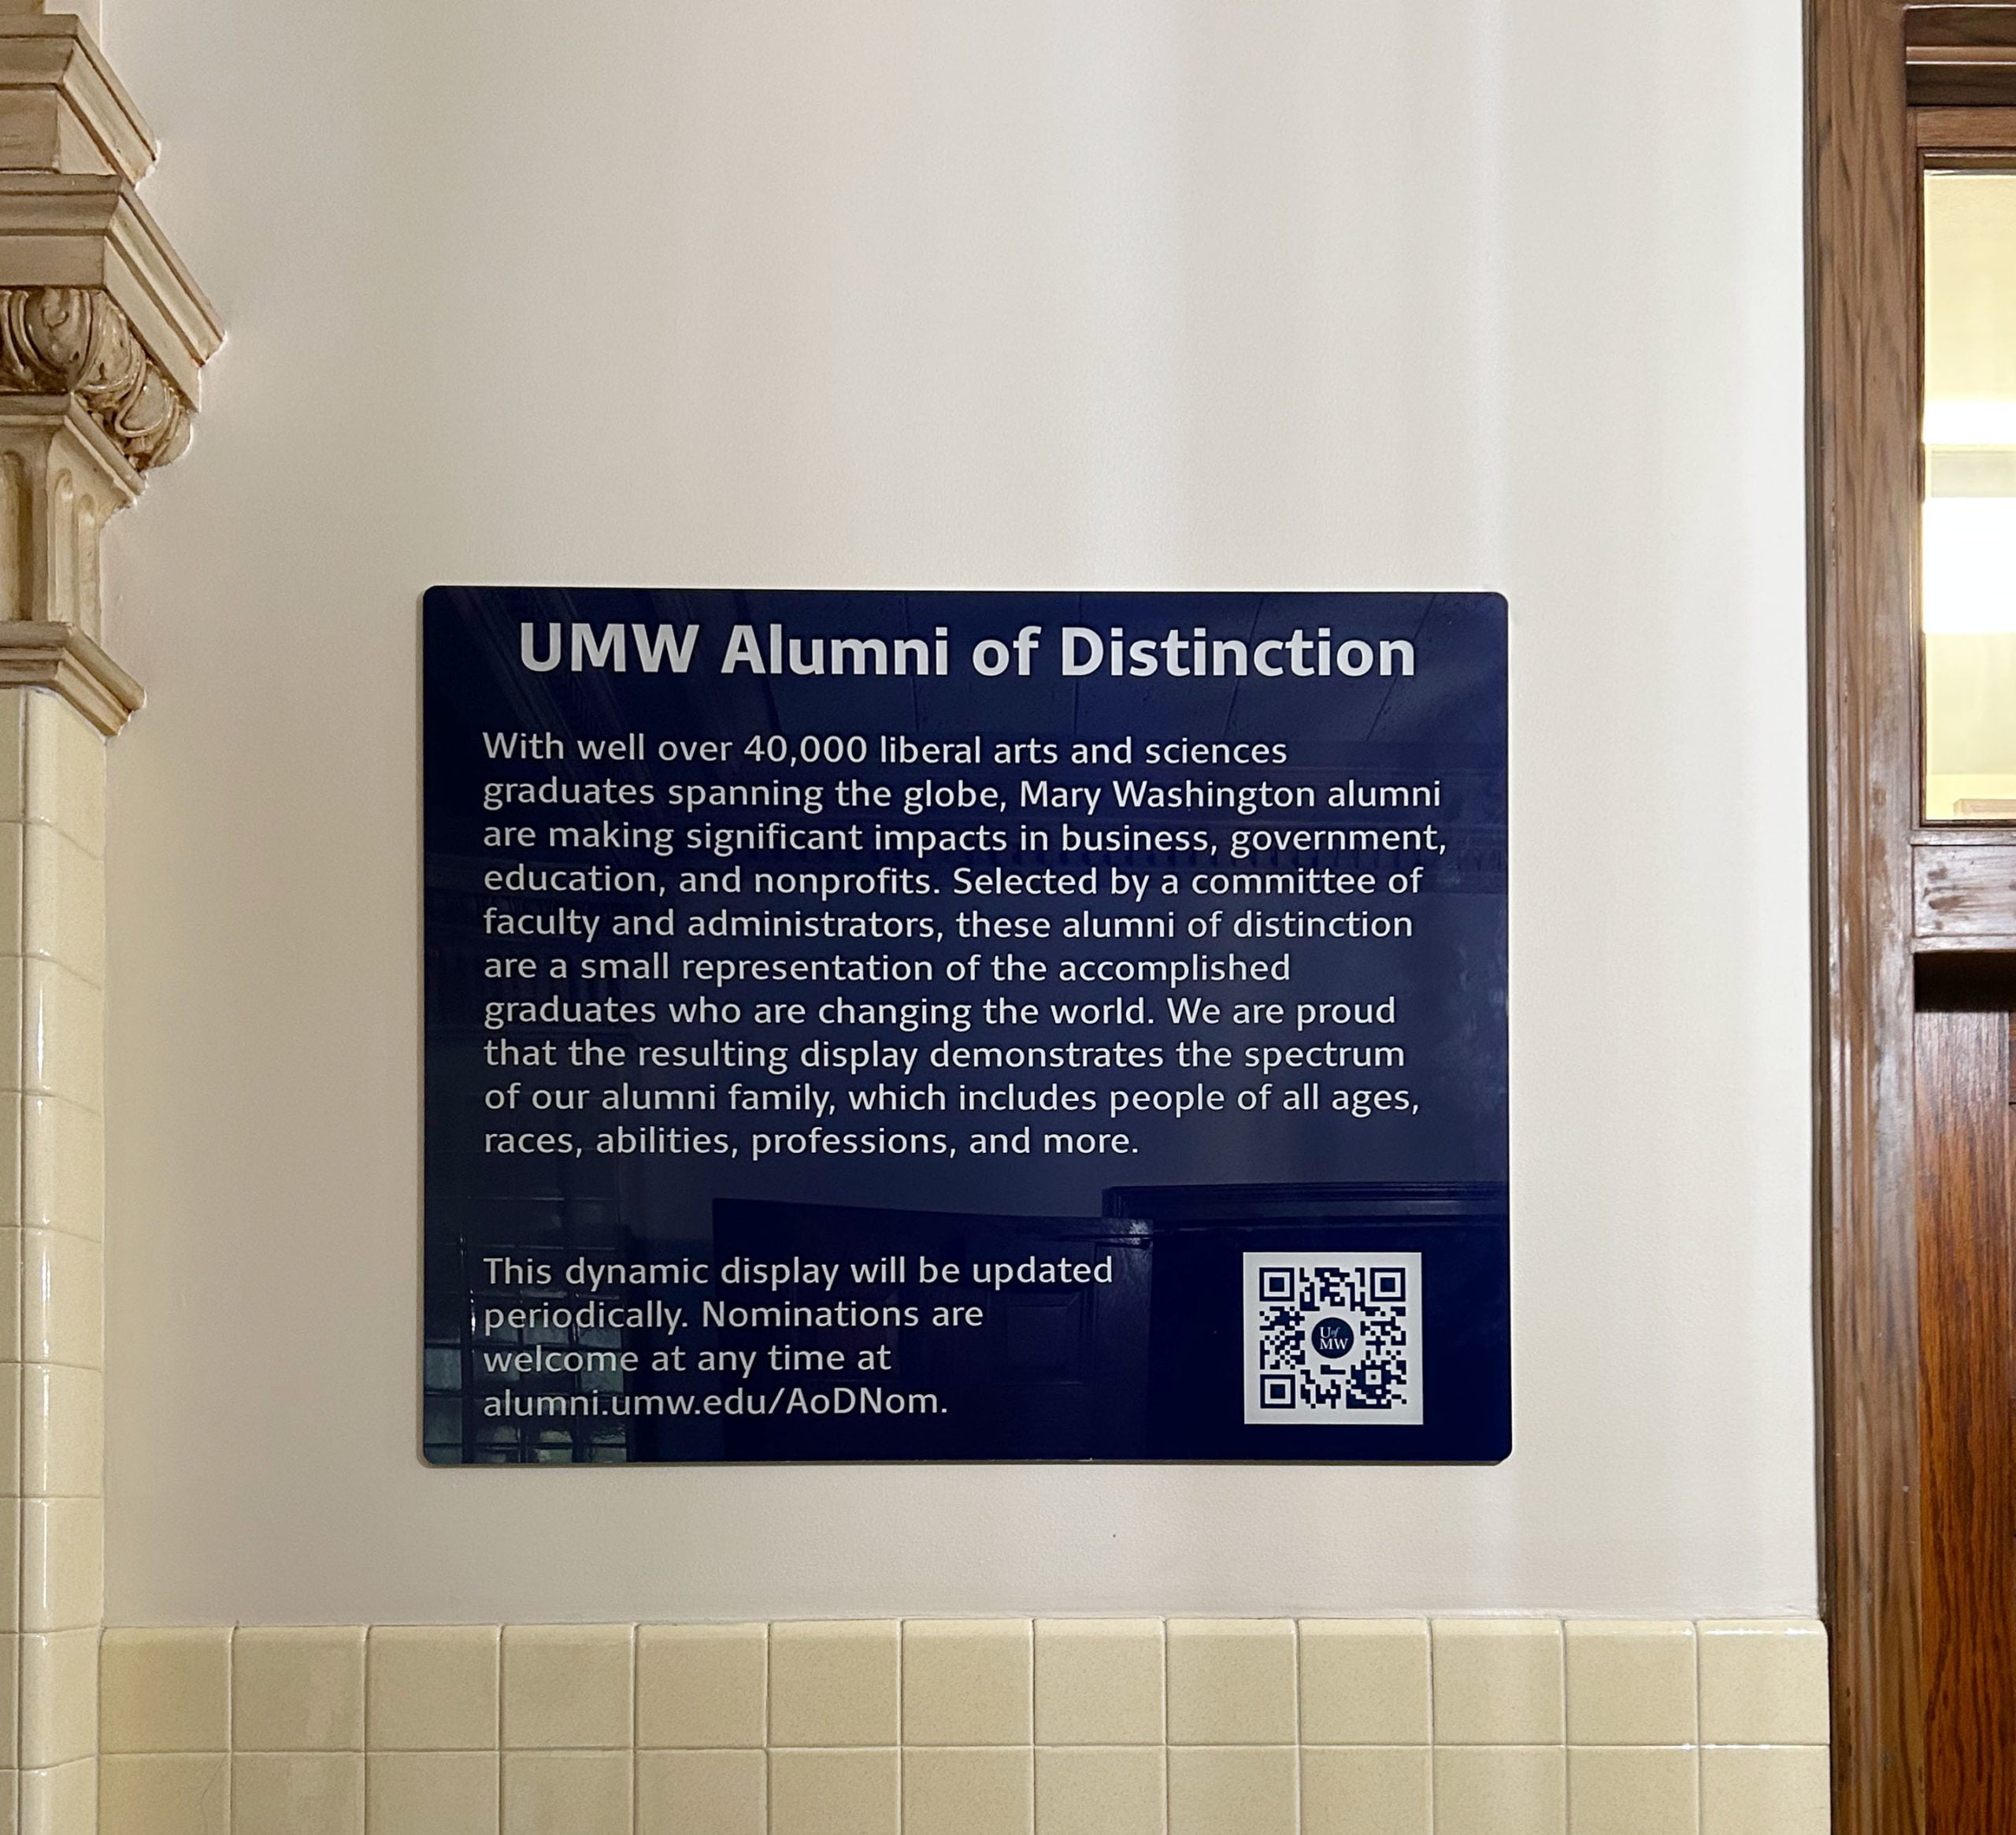 UMW Alumni of Distinction
With well over 40,000 liberal arts and sciences
graduates spanning the globe, Mary Washington alumni
are making significant impacts in business, government,
education, and nonprofits. Selected by a committee of
faculty and administrators, these alumni of distinction
are a small representation of the accomplished
graduates who are changing the world. We are proud
that the resulting display demonstrates the spectrum
of our alumni family, which includes people of all ages,
races, abilities, professions, and more.
This dynamic display will be updated
periodically. Nominations are
welcome at any time at
alumni.umw.edu/AoDNom.
U of
MW